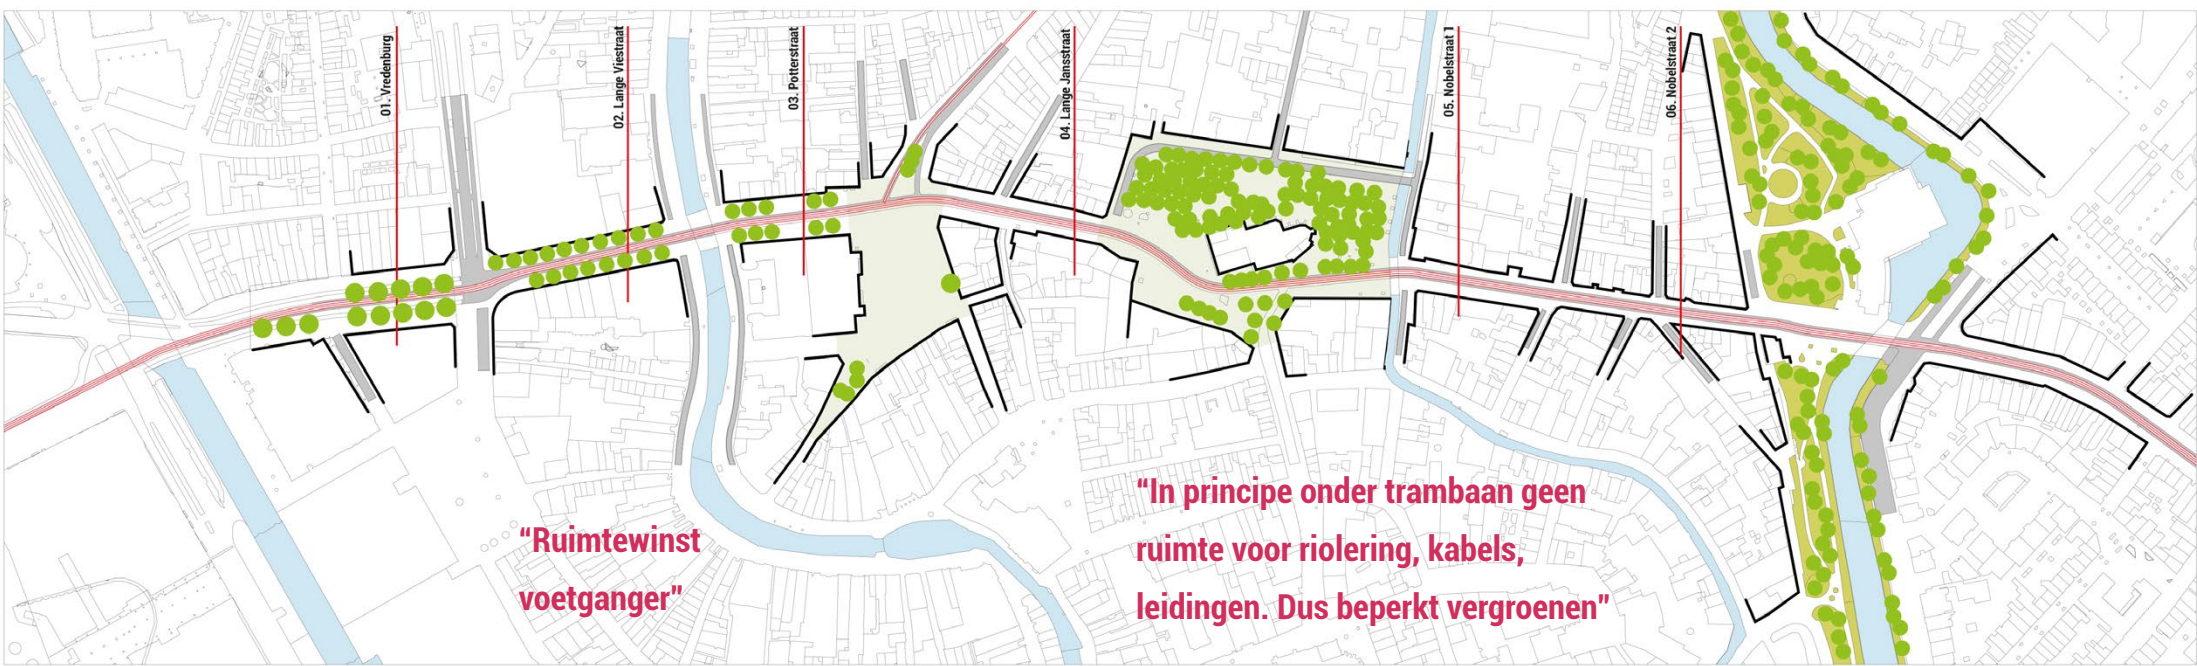 01. Vredenburg
02. Lange Viestraat
03. Potterstraat
04. Lange Jansstraat
05. Nobelstraat 1
06. Nobelstraat 2
“Ruimtewinst
voetganger”
“In principe onder trambaan geen
ruimte voor riolering, kabels,
leidingen. Dus beperkt vergroenen”